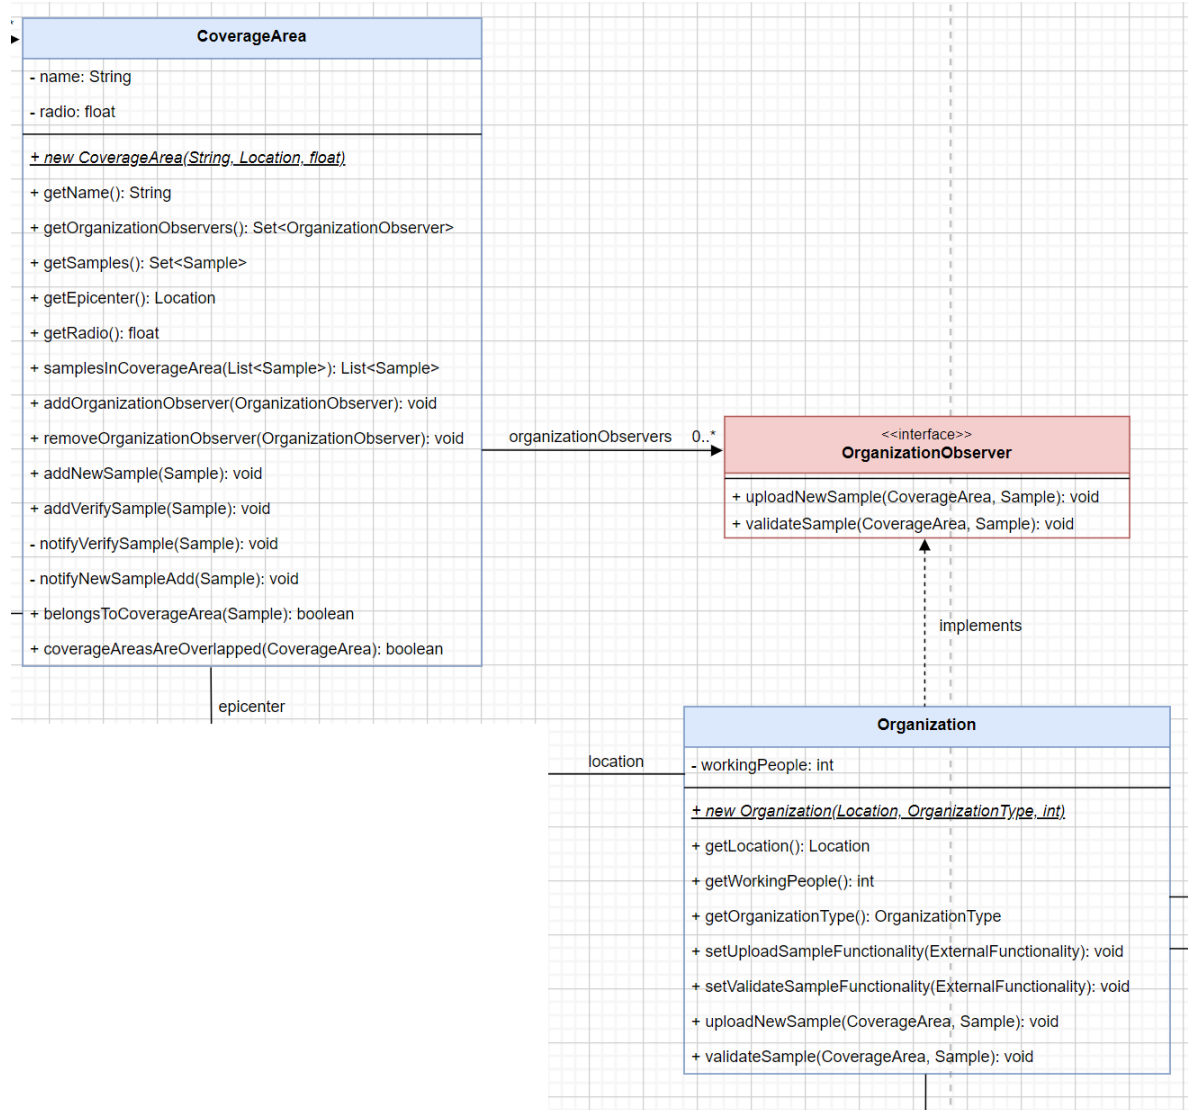 *
CoverageArea
- name: String
- radio: float
+ new CoverageArea(String, Location, float)
+ getName(): String
+ getOrganizationObservers(): Set<OrganizationObserver>
+ getSamples(): Set<Sample>
+ getEpicenter(): Location
+ getRadio(): float
+ samplesInCoverageArea(List<Sample>): List<Sample>
+ addOrganizationObserver(OrganizationObserver): void
+ removeOrganizationObserver(OrganizationObserver): void
+ addNewSample(Sample): void
+ addVerifySample(Sample): void
- notifyVerifySample(Sample): void
- notifyNewSampleAdd(Sample): void
+ belongsToCoverageArea(Sample): boolean
+ coverageAreasAreOverlapped(CoverageArea): boolean
epicenter
organizationObservers 0..*
<<interface>>
OrganizationObserver
+ uploadNewSample(CoverageArea, Sample): void
+ validateSample(CoverageArea, Sample): void
implements
location
Organization
- workingPeople: int
+ new Organization(Location, OrganizationType, int)
+ getLocation(): Location
+ getWorkingPeople(): int
+ getOrganizationType(): OrganizationType
+ setUploadSampleFunctionality(ExternalFunctionality): void
+ setValidateSampleFunctionality(ExternalFunctionality): void
+ uploadNewSample(CoverageArea, Sample): void
+ validateSample(CoverageArea, Sample): void